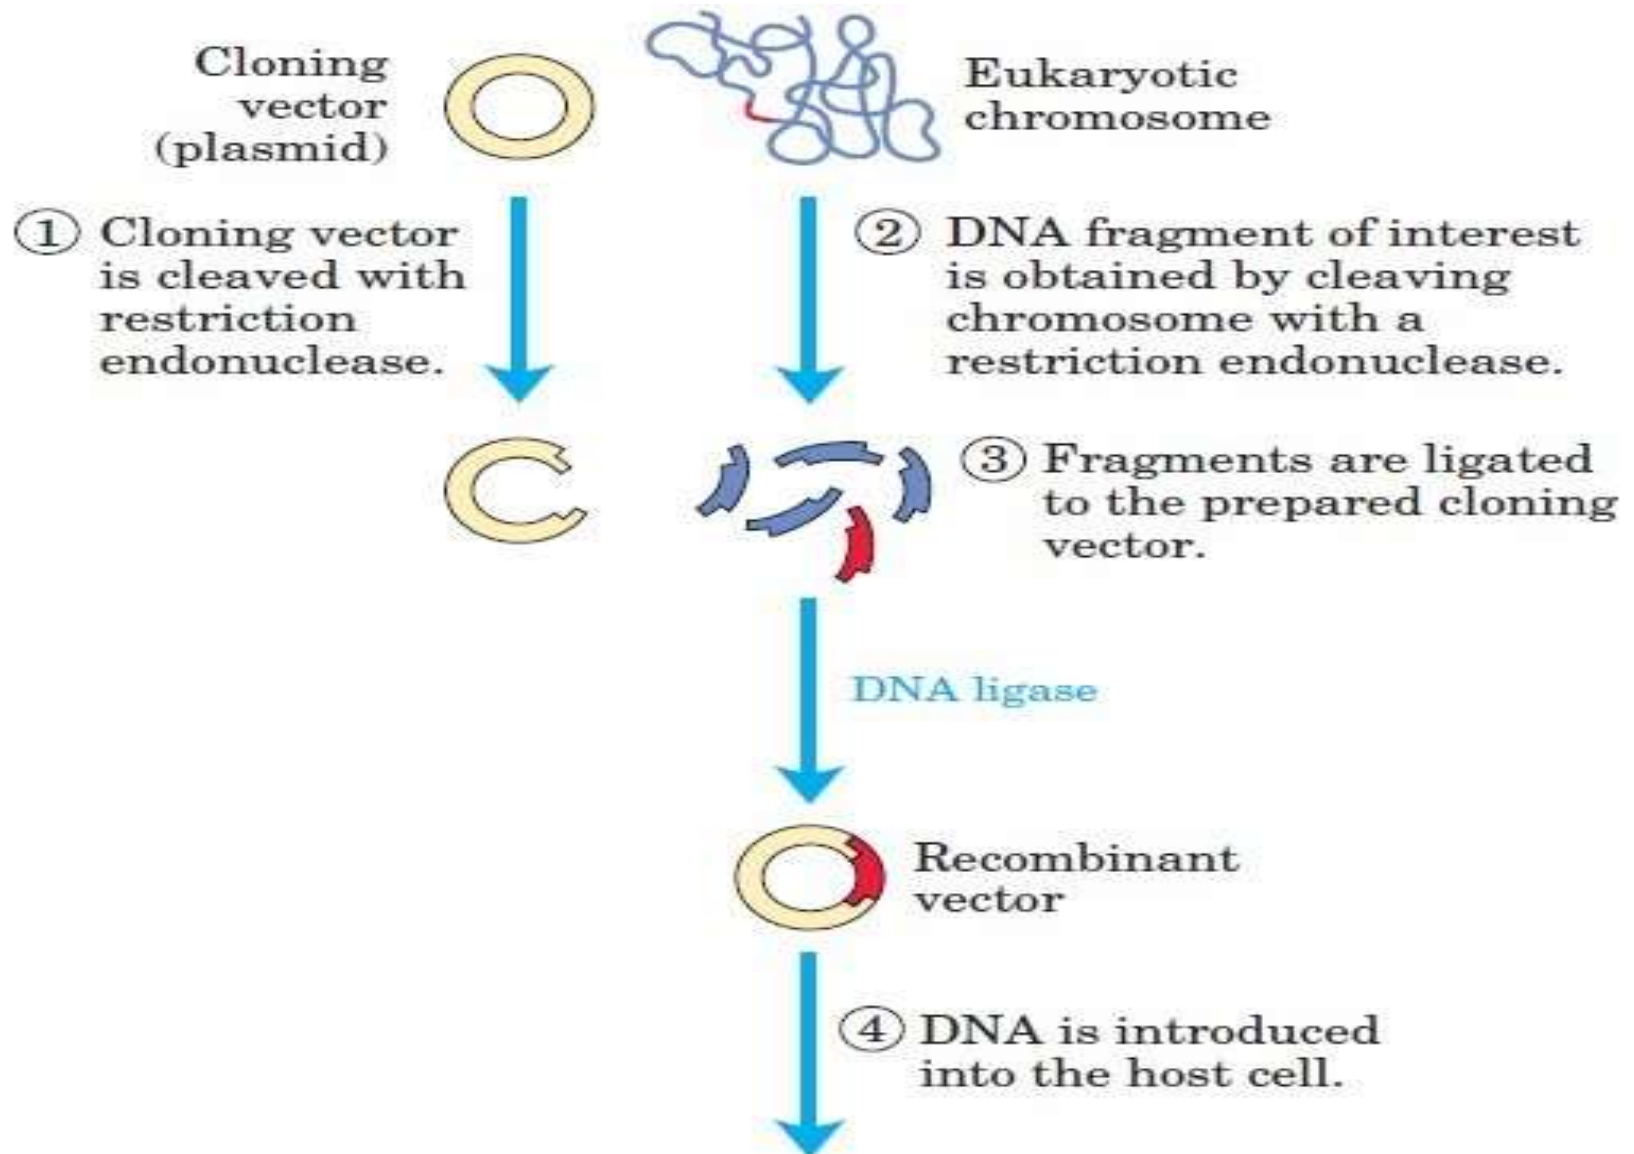 Cloning
vector
(plasmid)
Eukaryotic
chromosome
1 Cloning vector
is cleaved with
restriction
endonuclease.
2 DNA fragment of interest
is obtained by cleaving
chromosome with a
restriction endonuclease.
3 Fragments are ligated
to the prepared cloning
vector.
DNA ligase
Recombinant
vector
4 DNA is introduced
into the host cell.